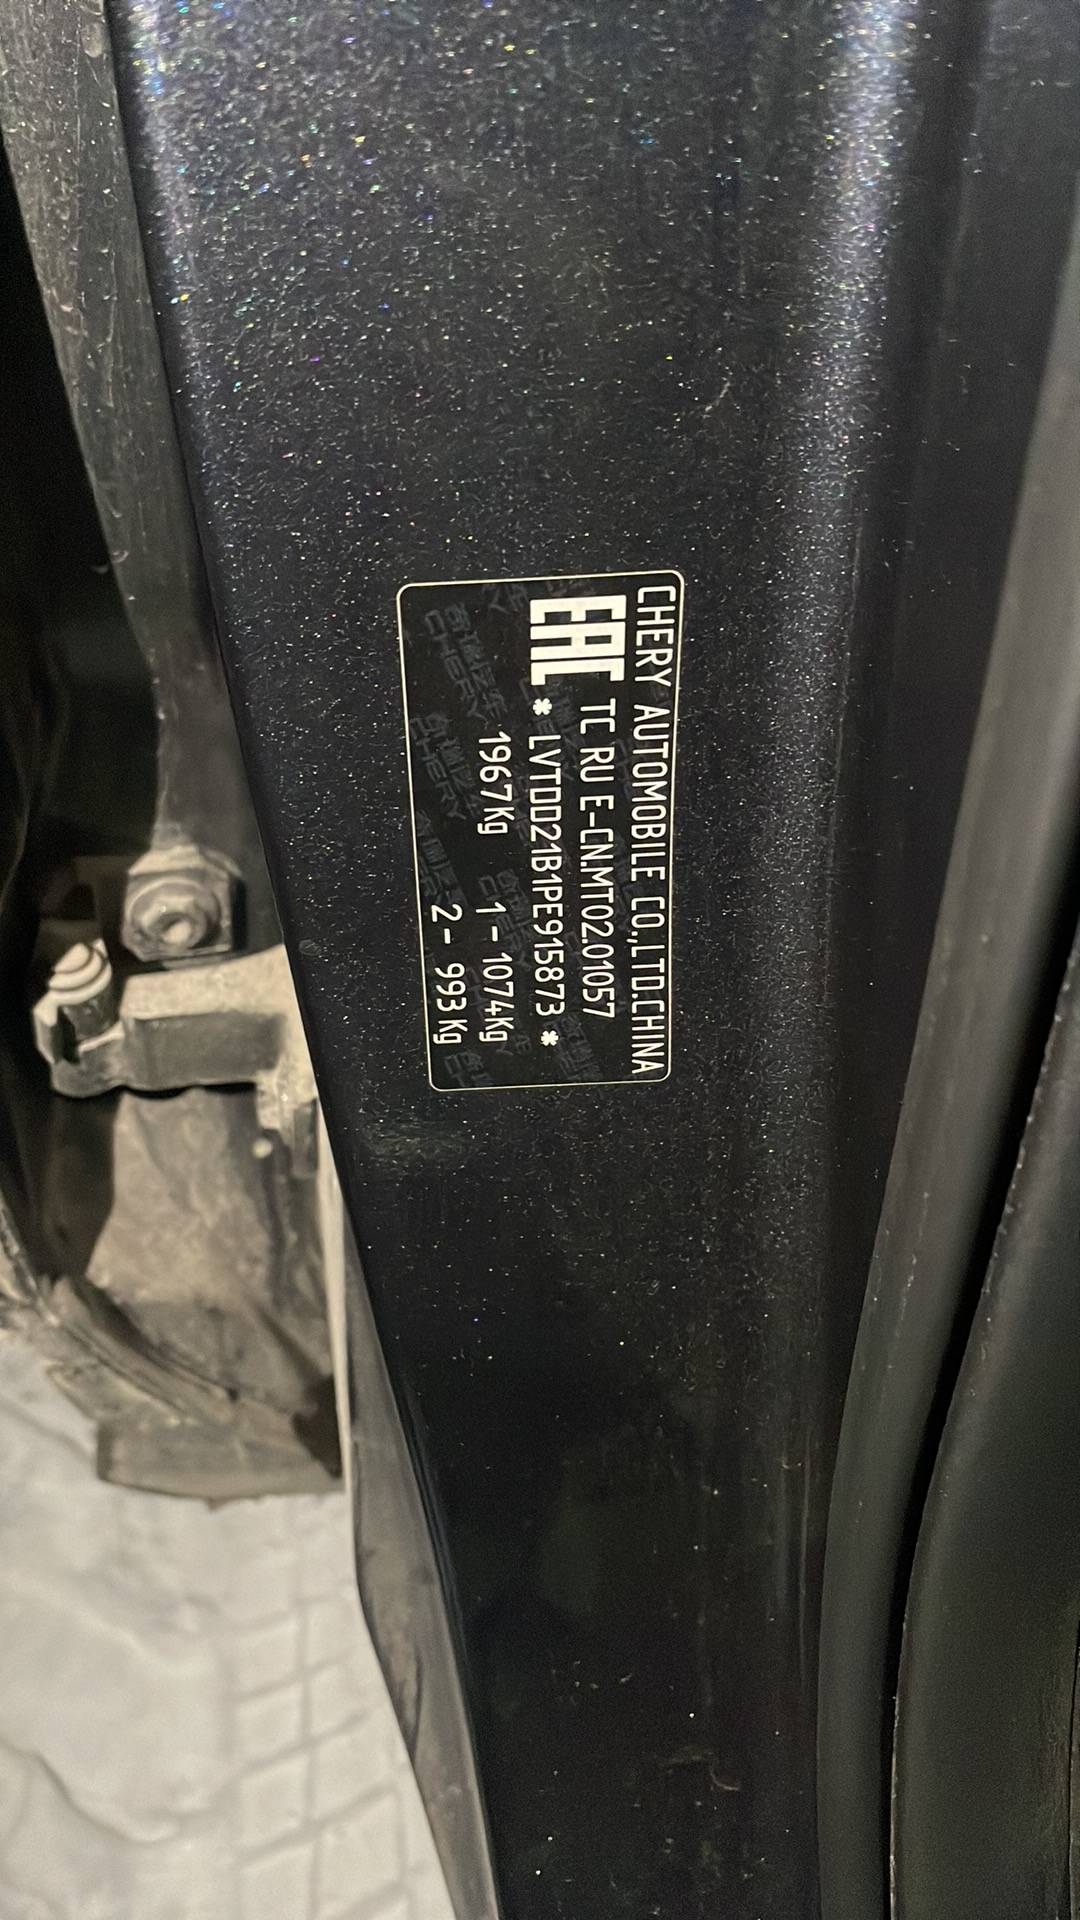 CHERY AUTOMOBILE CO.,LTD.CHINA
EAC TC RU E-CN.MT02.01057
* LVTDD21B1PE915873 *
1967Kg 1-1074Kg
2- 993Kg